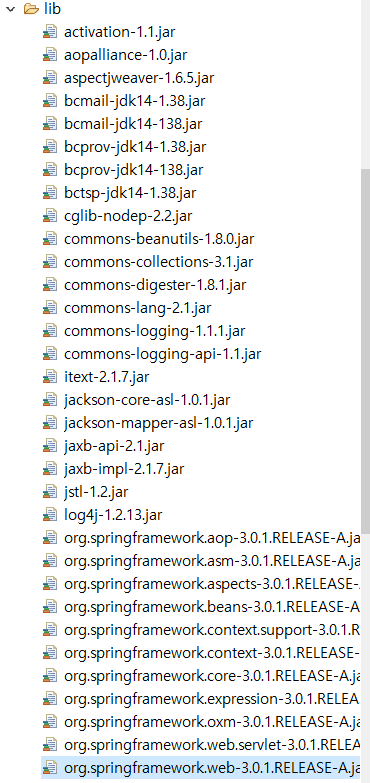 lib
activation-1.1.jar
aopalliance-1.0.jar
aspectjweaver-1.6.5.jar
bcmail-jdk14-1.38.jar
bcmail-jdk14-138.jar
bcprov-jdk14-1.38.jar
bcprov-jdk14-138.jar
bctsp-jdk14-1.38.jar
cglib-nodep-2.2.jar
commons-beanutils-1.8.0.jar
commons-collections-3.1.jar
commons-digester-1.8.1.jar
commons-lang-2.1.jar
commons-logging-1.1.1.jar
commons-logging-api-1.1.jar
itext-2.1.7.jar
jackson-core-asl-1.0.1.jar
jackson-mapper-asl-1.0.1.jar
jaxb-api-2.1.jar
jaxb-impl-2.1.7.jar
jstl-1.2.jar
log4j-1.2.13.jar
org.springframework.aop-3.0.1.RELEASE-A.ja
org.springframework.asm-3.0.1.RELEASE-A.ja
org.springframework.aspects-3.0.1.RELEASE-
org.springframework.beans-3.0.1.RELEASE-A
org.springframework.context.support-3.0.1.R
org.springframework.context-3.0.1.RELEASE-
org.springframework.core-3.0.1.RELEASE-A.ja
org.springframework.expression-3.0.1.RELEA
org.springframework.oxm-3.0.1.RELEASE-A.ja
org.springframework.web.servlet-3.0.1.RELEA
org.springframework.web-3.0.1.RELEASE-A.ja